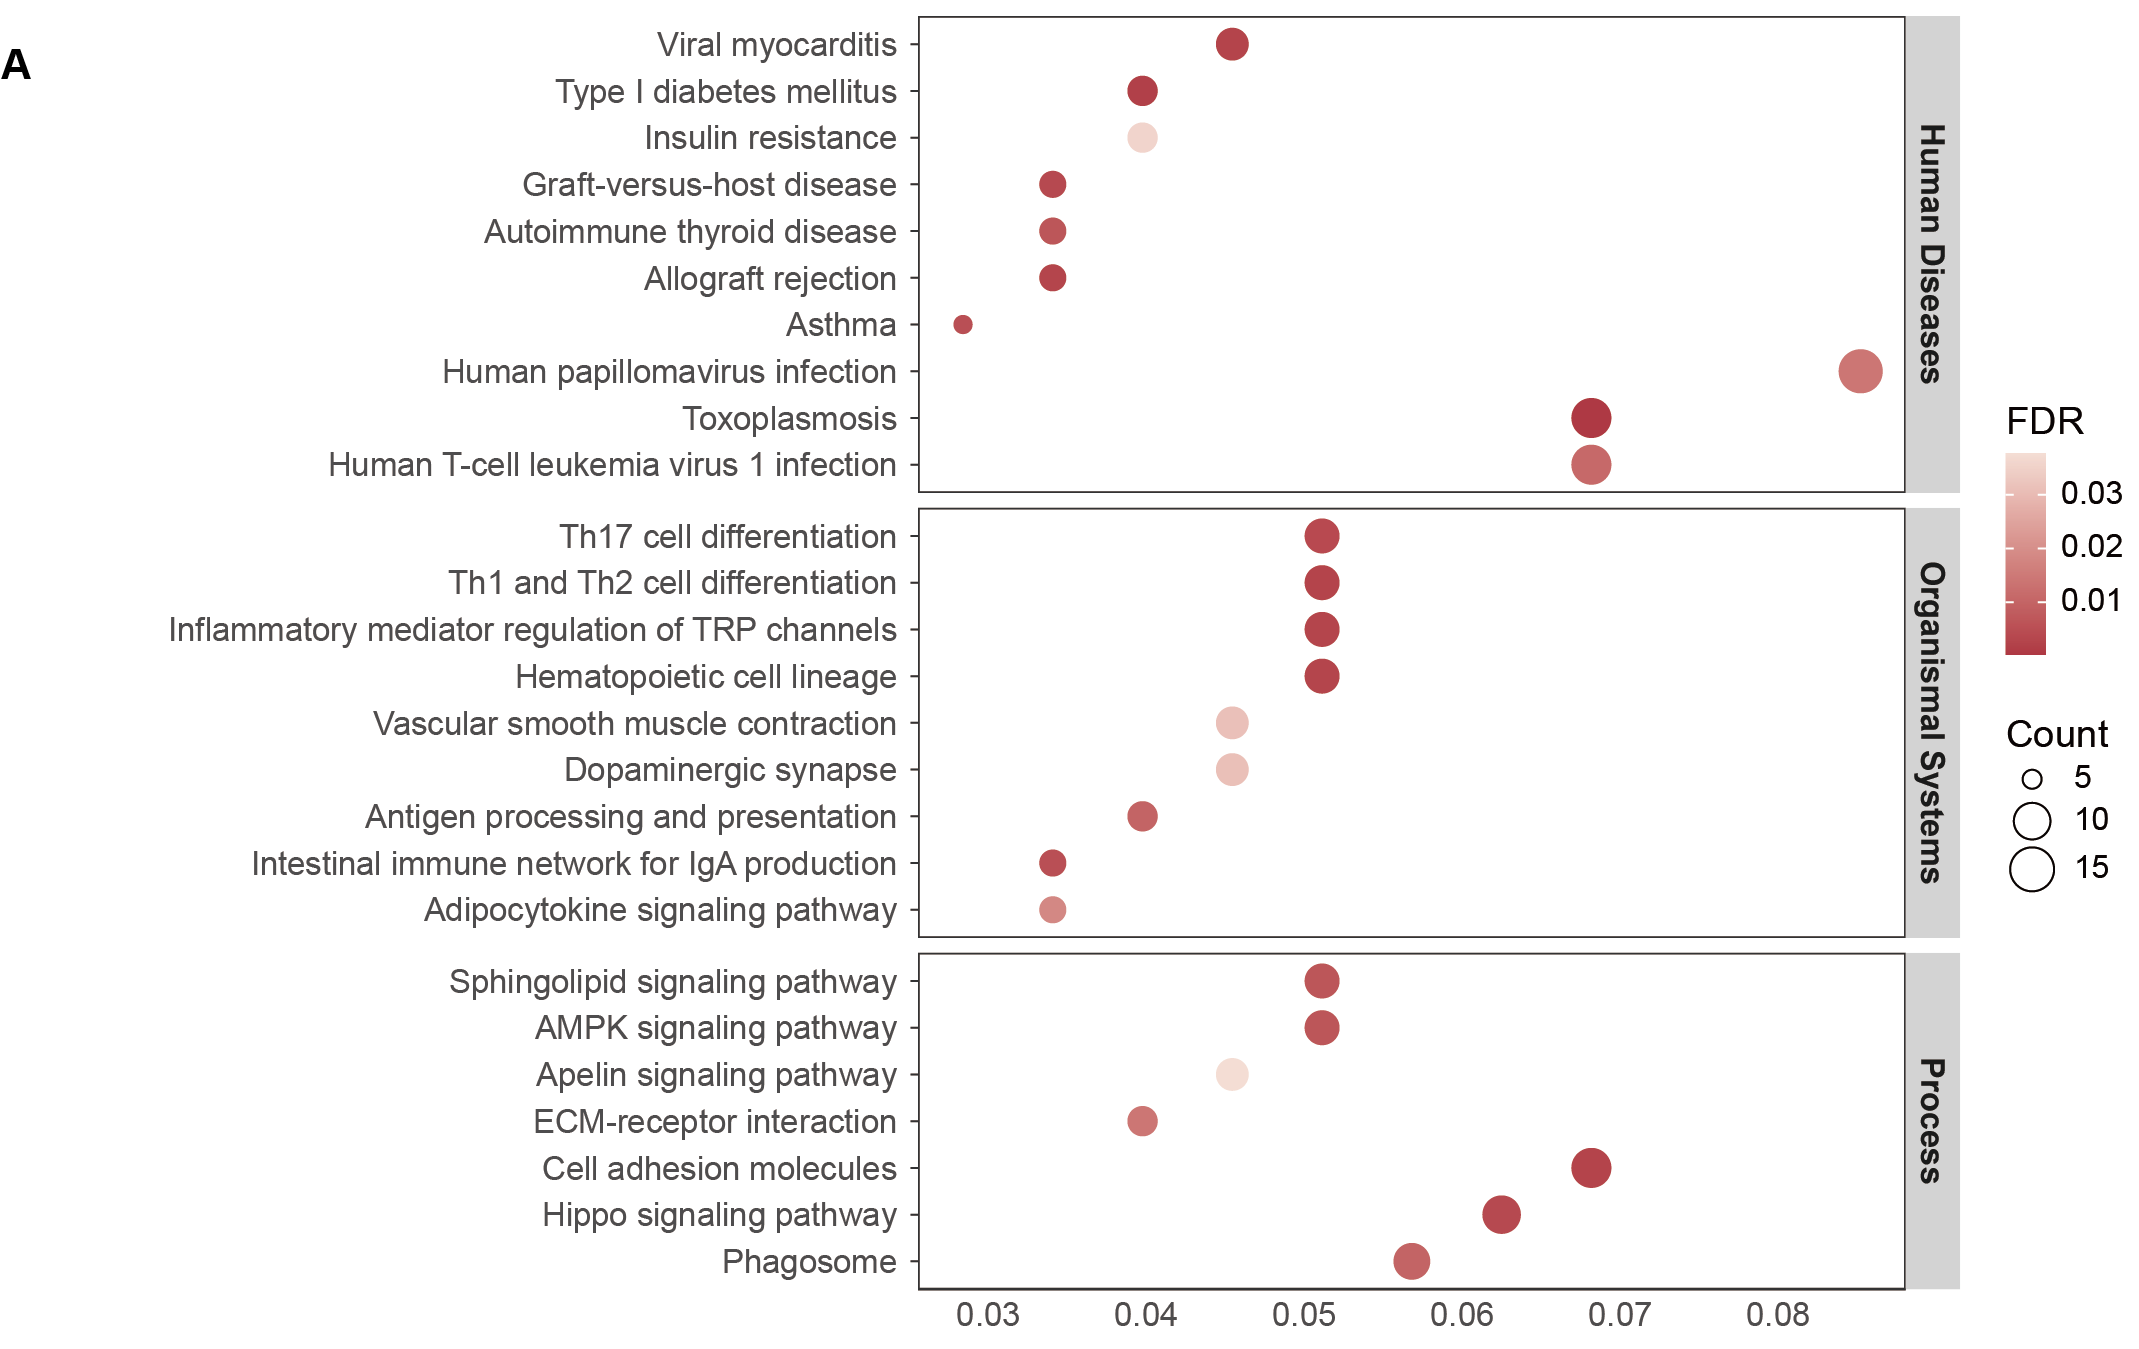 A
Viral myocarditis
Type I diabetes mellitus
Insulin resistance
Graft-versus-host disease
Autoimmune thyroid disease
Allograft rejection
Asthma
Human papillomavirus infection
Toxoplasmosis
Human T-cell leukemia virus 1 infection
Human Diseases
Th17 cell differentiation
Th1 and Th2 cell differentiation
Inflammatory mediator regulation of TRP channels
Hematopoietic cell lineage
Vascular smooth muscle contraction
Dopaminergic synapse
Antigen processing and presentation
Intestinal immune network for IgA production
Adipocytokine signaling pathway
Organismal Systems
Sphingolipid signaling pathway
AMPK signaling pathway
Apelin signaling pathway
ECM-receptor interaction
Cell adhesion molecules
Hippo signaling pathway
Phagosome
Process
0.03 0.04 0.05 0.06 0.07 0.08
FDR
0.03
0.02
0.01
Count
5
10
15